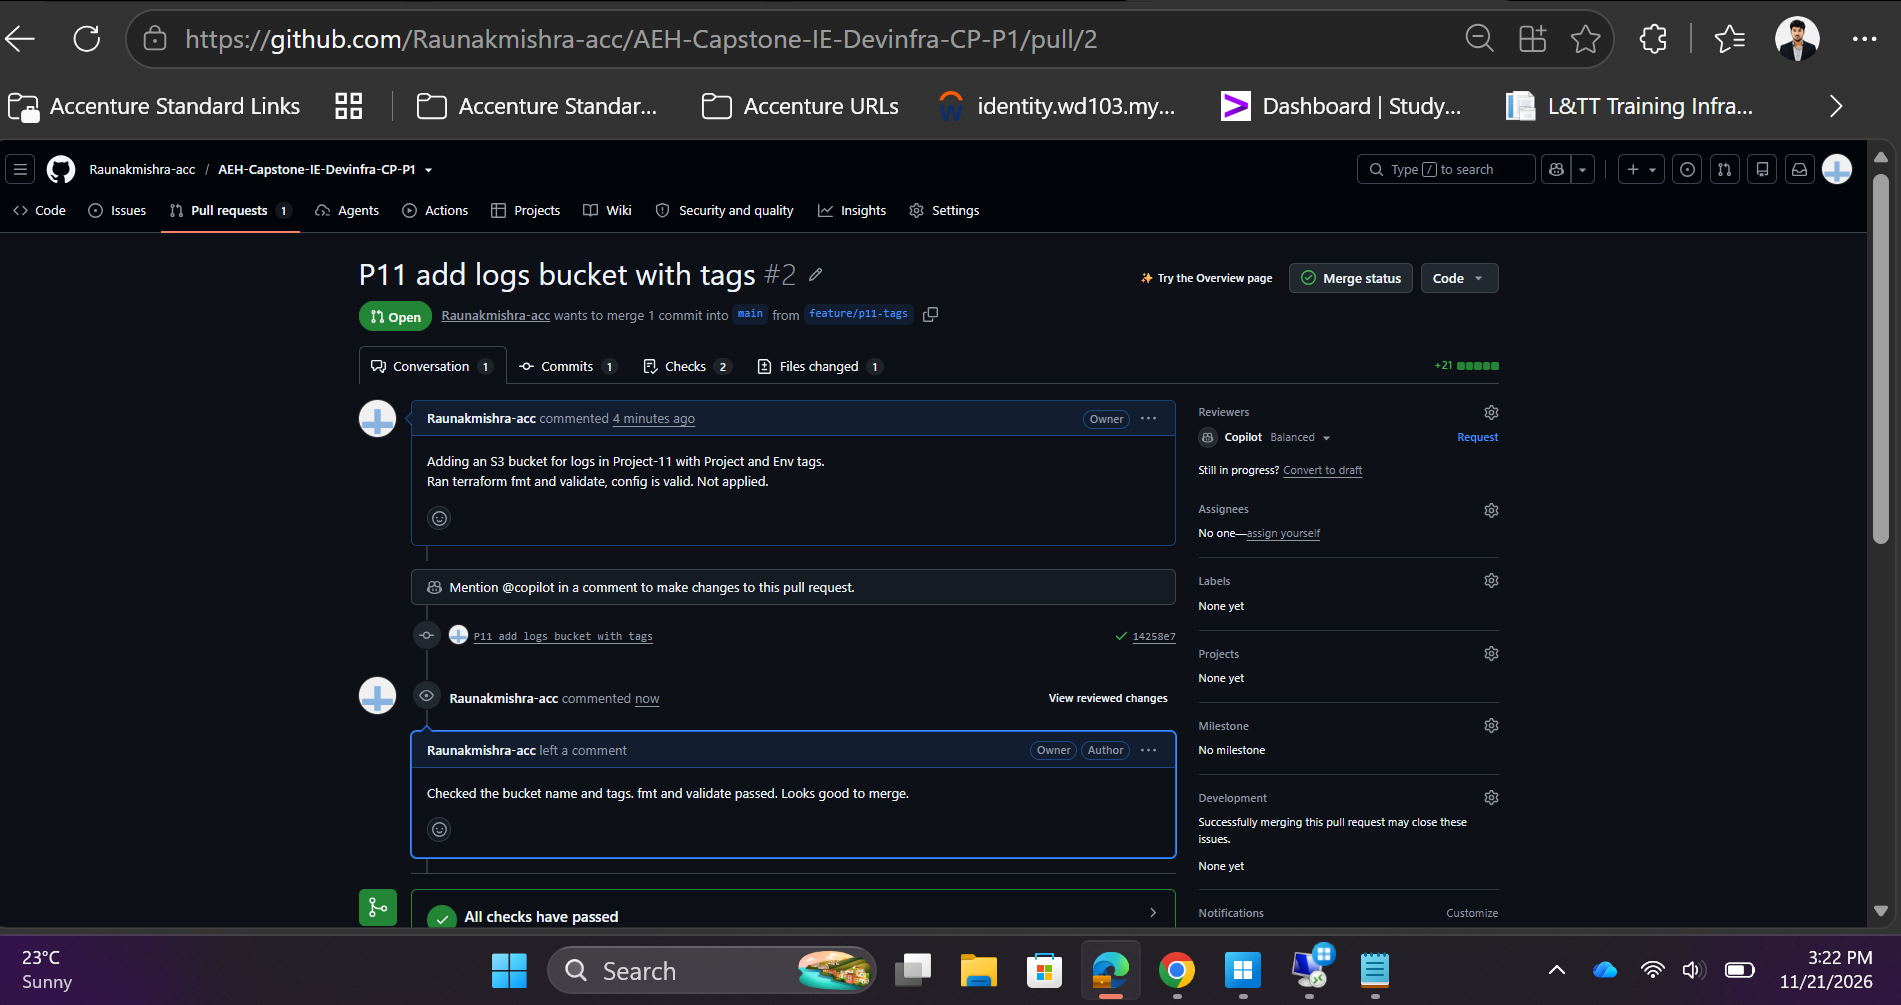 https://github.com/Raunakmishra-acc/AEH-Capstone-IE-Devinfra-CP-P1/pull/2
Accenture Standard Links
Accenture Standar...
Accenture URLs
identity.wd103.my...
Dashboard | Study...
L&TT Training Infra...
Raunakmishra-acc / AEH-Capstone-IE-Devinfra-CP-P1
Type / to search
Code
Issues
Pull requests 1
Agents
Actions
Projects
Wiki
Security and quality
Insights
Settings
P11 add logs bucket with tags #2
Try the Overview page
Merge status
Code
Open
Raunakmishra-acc wants to merge 1 commit into main from feature/p11-tags
Conversation 1
Commits 1
Checks 2
Files changed 1
+21
Raunakmishra-acc commented 4 minutes ago
Owner
Adding an S3 bucket for logs in Project-11 with Project and Env tags.
Ran terraform fmt and validate, config is valid. Not applied.
Mention @copilot in a comment to make changes to this pull request.
P11 add logs bucket with tags
14258e7
Raunakmishra-acc commented now
View reviewed changes
Raunakmishra-acc left a comment
Owner
Author
Checked the bucket name and tags. fmt and validate passed. Looks good to merge.
All checks have passed
Reviewers
Copilot Balanced
Request
Still in progress? Convert to draft
Assignees
No one—assign yourself
Labels
None yet
Projects
None yet
Milestone
No milestone
Development
Successfully merging this pull request may close these
issues.
None yet
Notifications
Customize
23°C
Sunny
Search
3:22 PM
11/21/2026